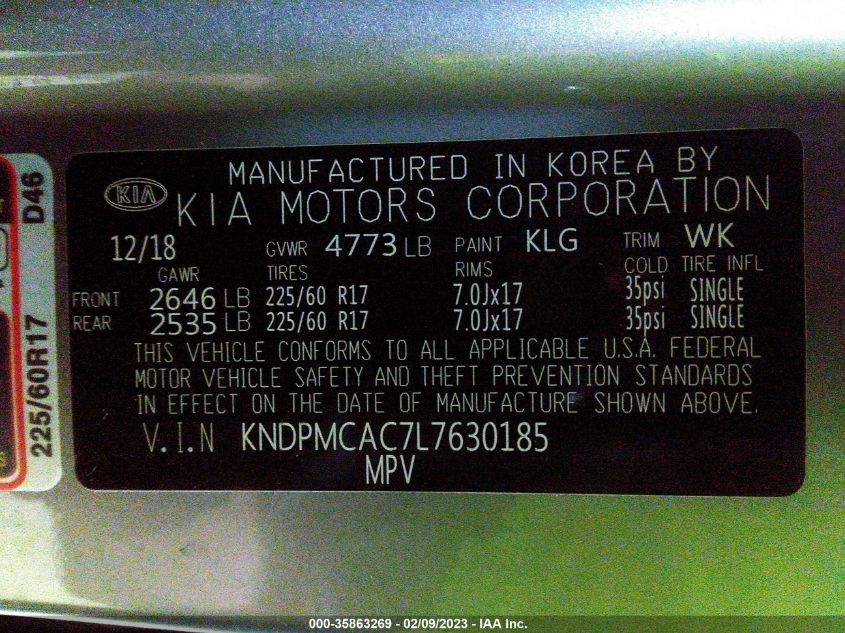 MANUFACTURED IN KOREA BY
KIA KIA MOTORS CORPORATION
12/18 GVWR 4773 LB PAINT KLG TRIM WK
GAWR TIRES RIMS COLD TIRE INFL
FRONT 2646 LB 225/60 R17 7.0Jx17 35psi SINGLE
REAR 2535 LB 225/60 R17 7.0Jx17 35psi SINGLE
THIS VEHICLE CONFORMS TO ALL APPLICABLE U.S.A. FEDERAL
MOTOR VEHICLE SAFETY AND THEFT PREVENTION STANDARDS
IN EFFECT ON THE DATE OF MANUFACTURE SHOWN ABOVE.
V.I.N KNDPMCAC7L7630185
MPV
225/60R17 D46
000-35863269 - 02/09/2023 - IAA Inc.